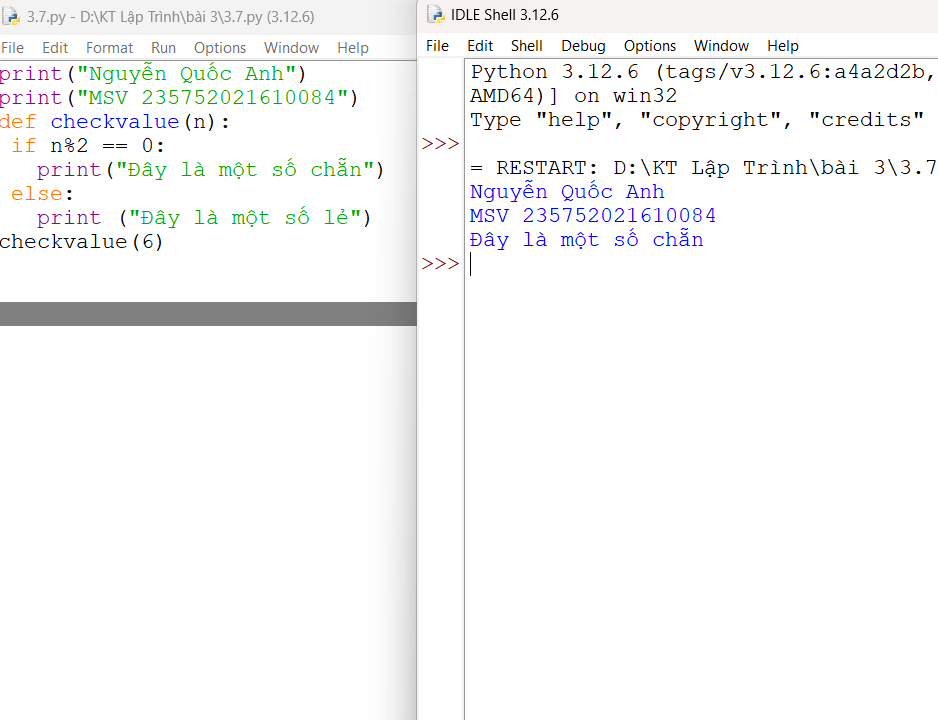 3.7.py - D:\KT Lập Trình\bài 3\3.7.py (3.12.6)
File Edit Format Run Options Window Help
print("Nguyễn Quốc Anh")
print("MSV 235752021610084")
def checkvalue(n):
 if n%2 == 0:
   print("Đây là một số chẵn")
 else:
   print ("Đây là một số lẻ")
checkvalue(6)
IDLE Shell 3.12.6
File Edit Shell Debug Options Window Help
Python 3.12.6 (tags/v3.12.6:a4a2d2b,
AMD64)] on win32
Type "help", "copyright", "credits"
>>>
= RESTART: D:\KT Lập Trình\bài 3\3.7
Nguyễn Quốc Anh
MSV 235752021610084
Đây là một số chẵn
>>>